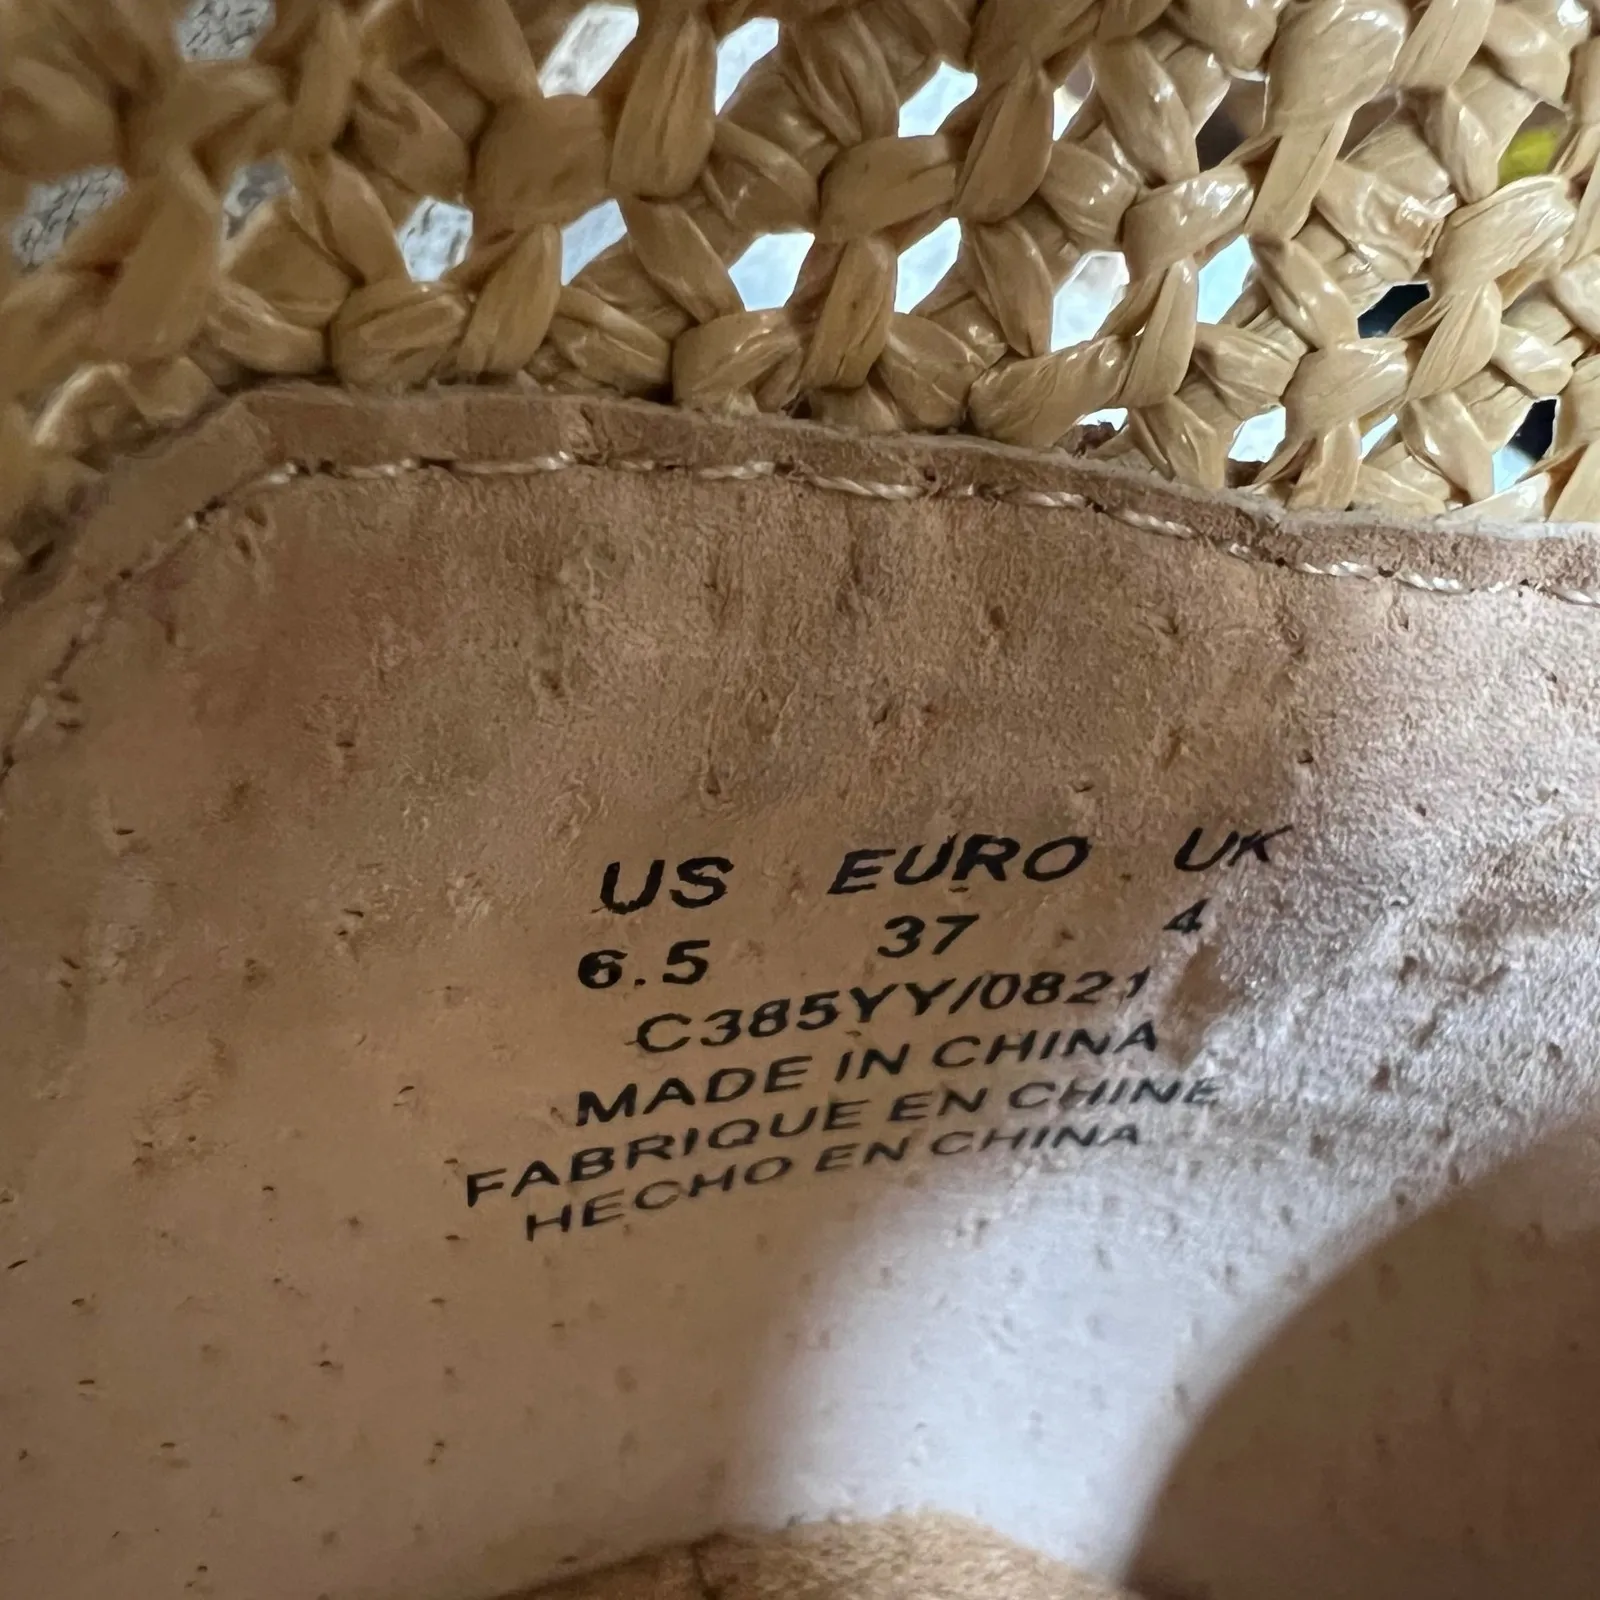 US EURO UK
6.5 37 4
C385YY/0821
MADE IN CHINA
FABRIQUE EN CHINE
HECHO EN CHINA